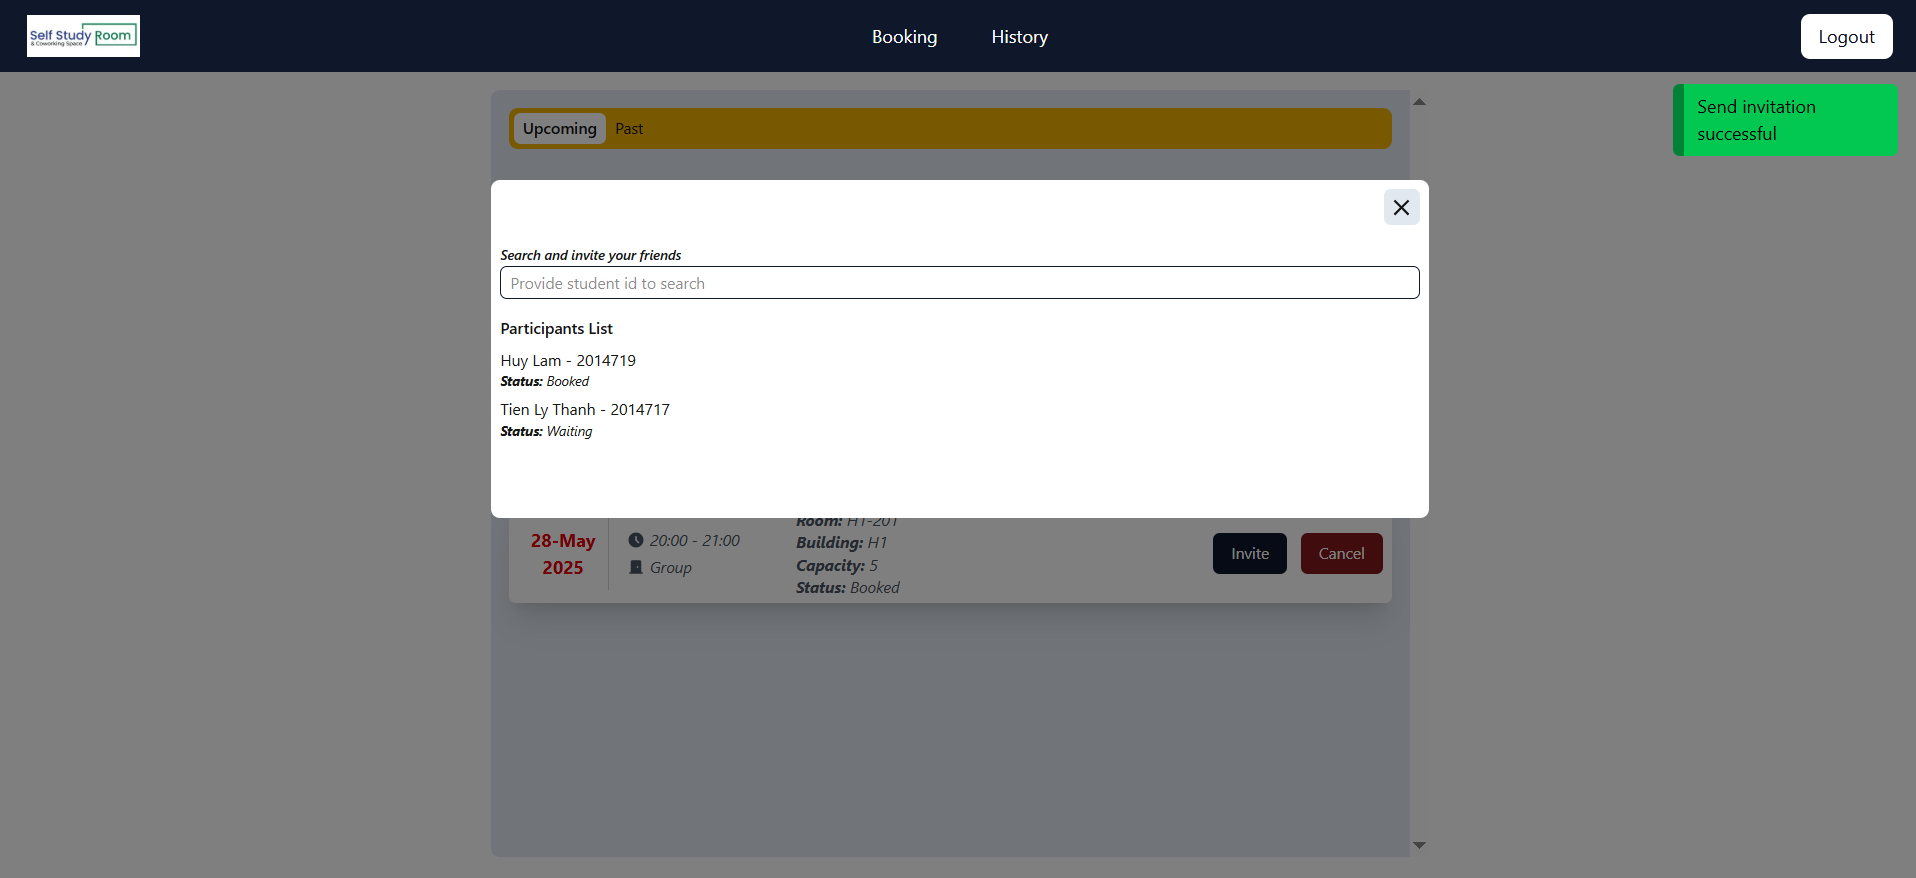 Self Study Room
& Coworking Space
Booking
History
Logout
Send invitation
successful
Upcoming
Past
Search and invite your friends
Provide student id to search
Participants List
Huy Lam - 2014719
Status: Booked
Tien Ly Thanh - 2014717
Status: Waiting
28-May
2025
20:00 - 21:00
Group
Room: H1-201
Building: H1
Capacity: 5
Status: Booked
Invite
Cancel